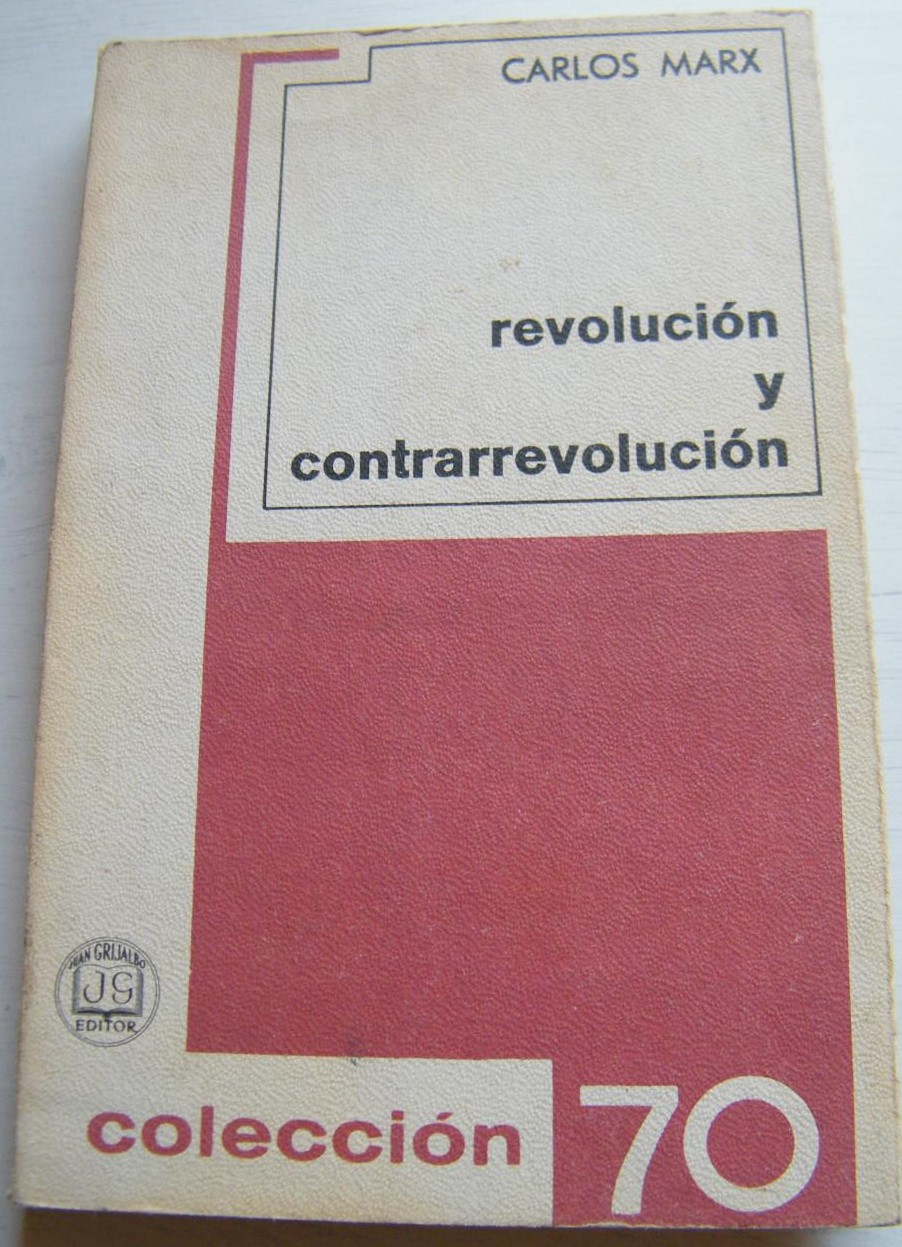 CARLOS MARX
revolución
y
contrarrevolución
JUAN GRIJALBO
JG
EDITOR
colección 70